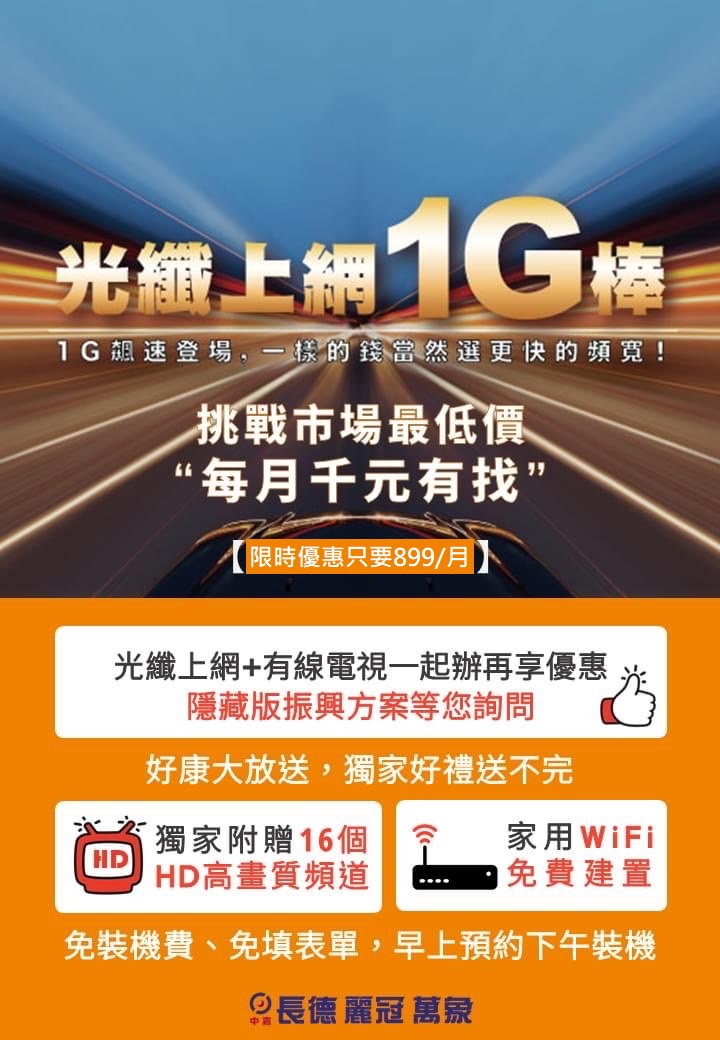 光纖上網1G棒
1G飆速登場,一樣的錢當然選更快的頻寬!
挑戰市場最低價
“每月千元有找”
【限時優惠只要899/月】
光纖上網+有線電視一起辦再享優惠
隱藏版振興方案等您詢問
好康大放送，獨家好禮送不完
HD
獨家附贈16個
HD高畫質頻道
家用WiFi
免費建置
免裝機費、免填表單，早上預約下午裝機
中嘉 長德 麗冠 萬象